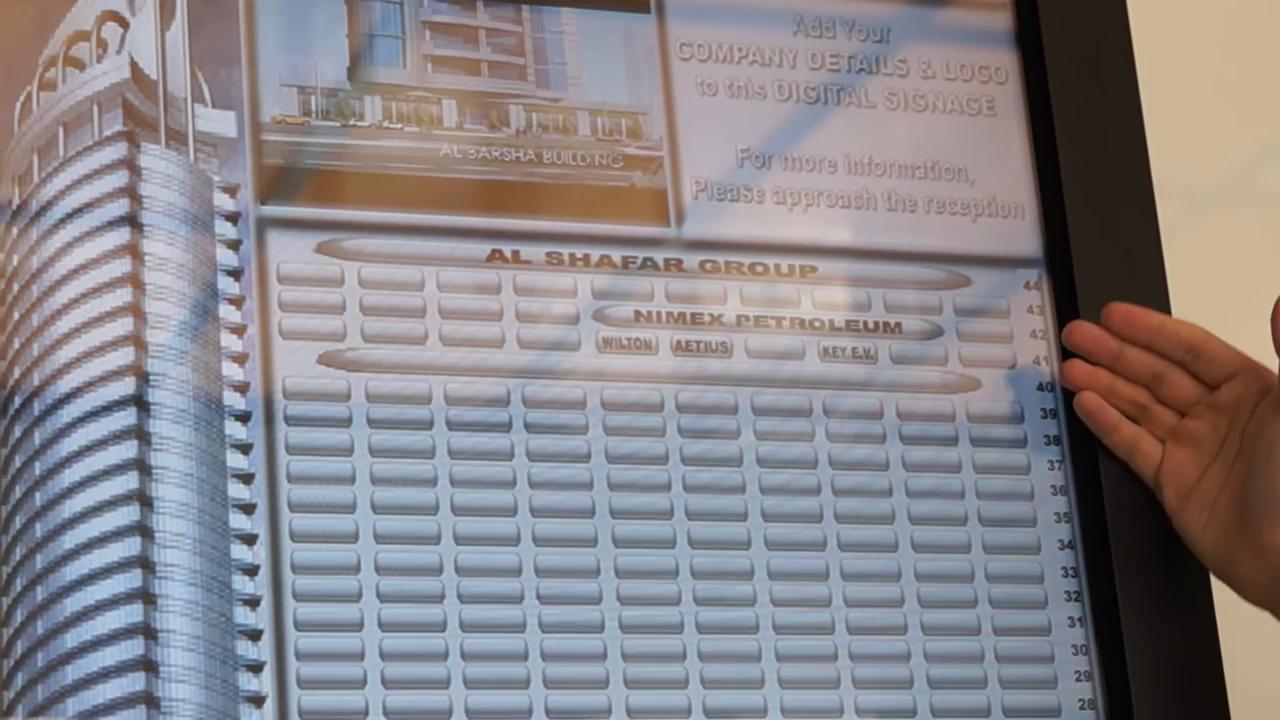 Add Your
COMPANY DETAILS & LOGO
to this DIGITAL SIGNAGE
For more information,
Please approach the reception
AL BARSHA BUILDING
AL SHAFAR GROUP
44
43
NIMEX PETROLEUM
42
WILTON AETIUS KEY E.V.
41
40
39
38
37
36
35
34
33
32
31
30
29
28